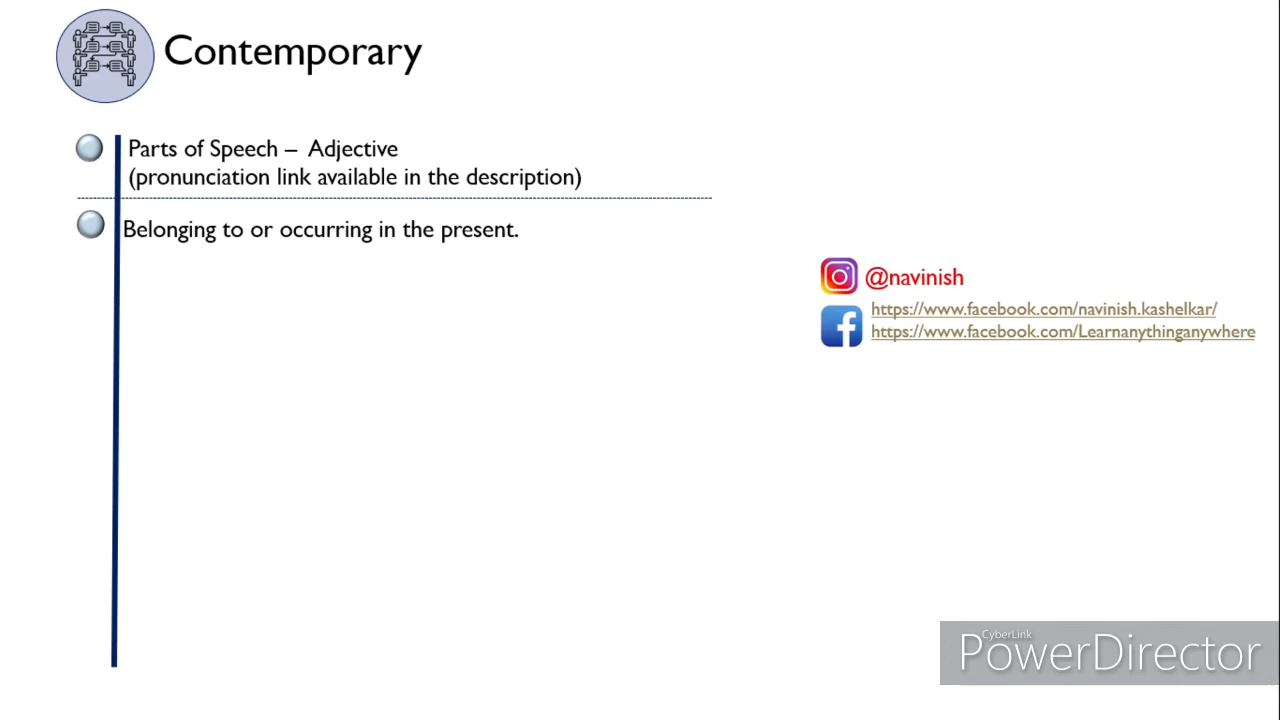 Contemporary
Parts of Speech – Adjective
(pronunciation link available in the description)
Belonging to or occurring in the present.
@navinish
https://www.facebook.com/navinish.kashelkar/
https://www.facebook.com/Learnanythinganywhere
CyberLink
PowerDirector